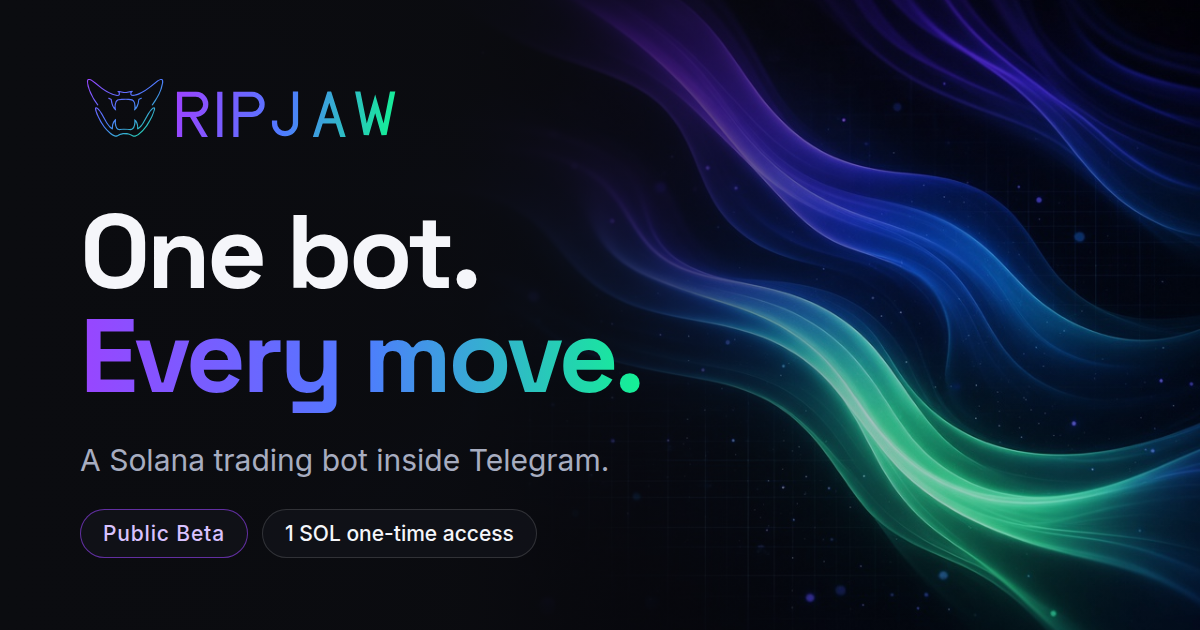 RIPJAW
One bot.
Every move.
A Solana trading bot inside Telegram.
Public Beta
1 SOL one-time access